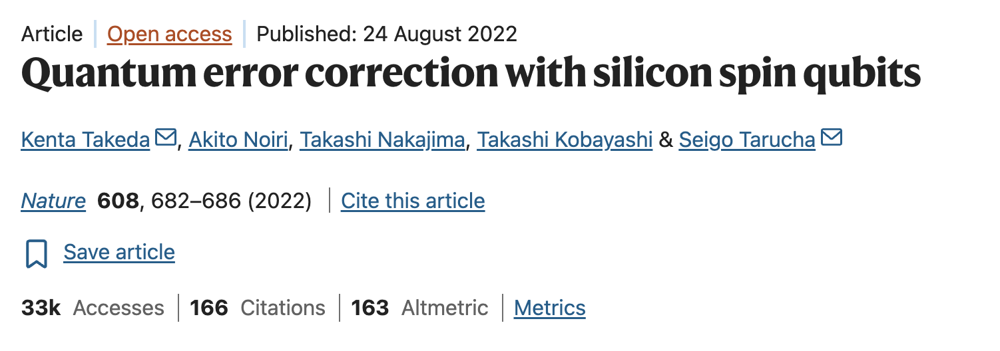 Article | Open access | Published: 24 August 2022
Quantum error correction with silicon spin qubits
Kenta Takeda, Akito Noiri, Takashi Nakajima, Takashi Kobayashi & Seigo Tarucha
Nature 608, 682–686 (2022) | Cite this article
Save article
33k Accesses | 166 Citations | 163 Altmetric | Metrics